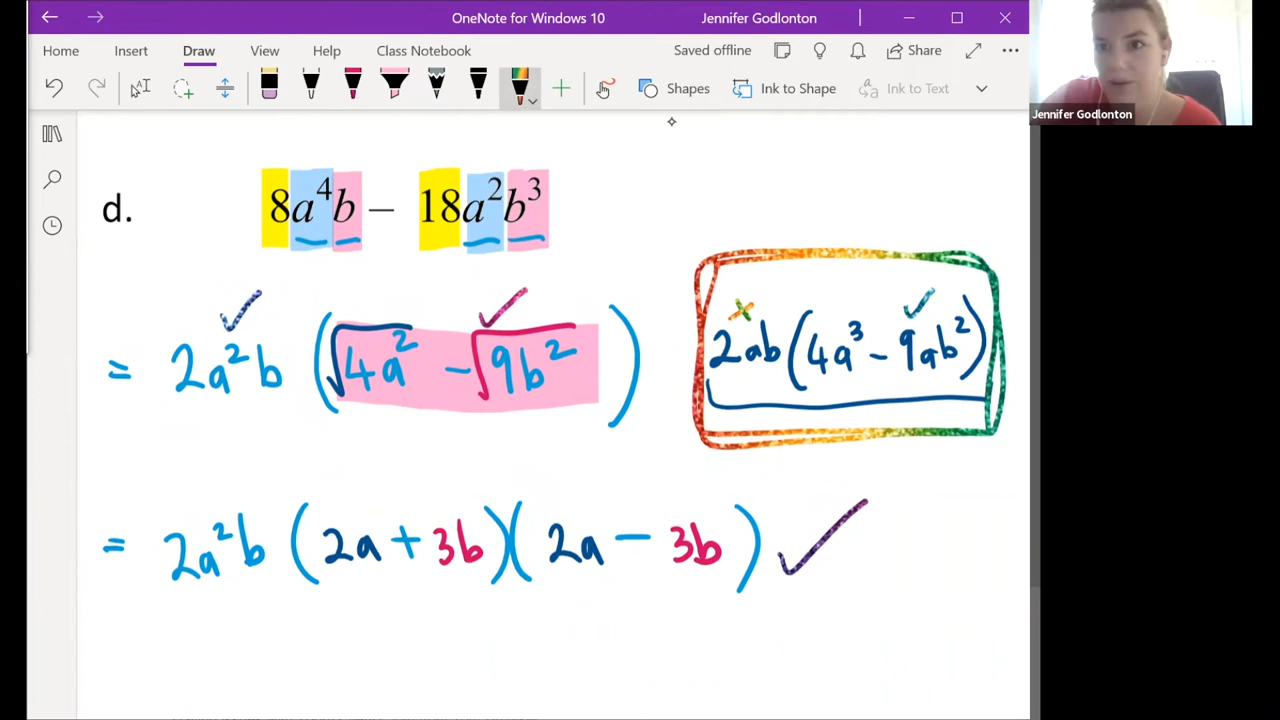 OneNote for Windows 10
Jennifer Godlonton
Home Insert Draw View Help Class Notebook
Saved offline
Share
Shapes Ink to Shape Ink to Text
Jennifer Godlonton
d. 8a⁴b − 18a²b³
= 2a²b (√4a² − √9b²)
2ab(4a³ − 9ab²)
= 2a²b (2a + 3b)(2a − 3b)